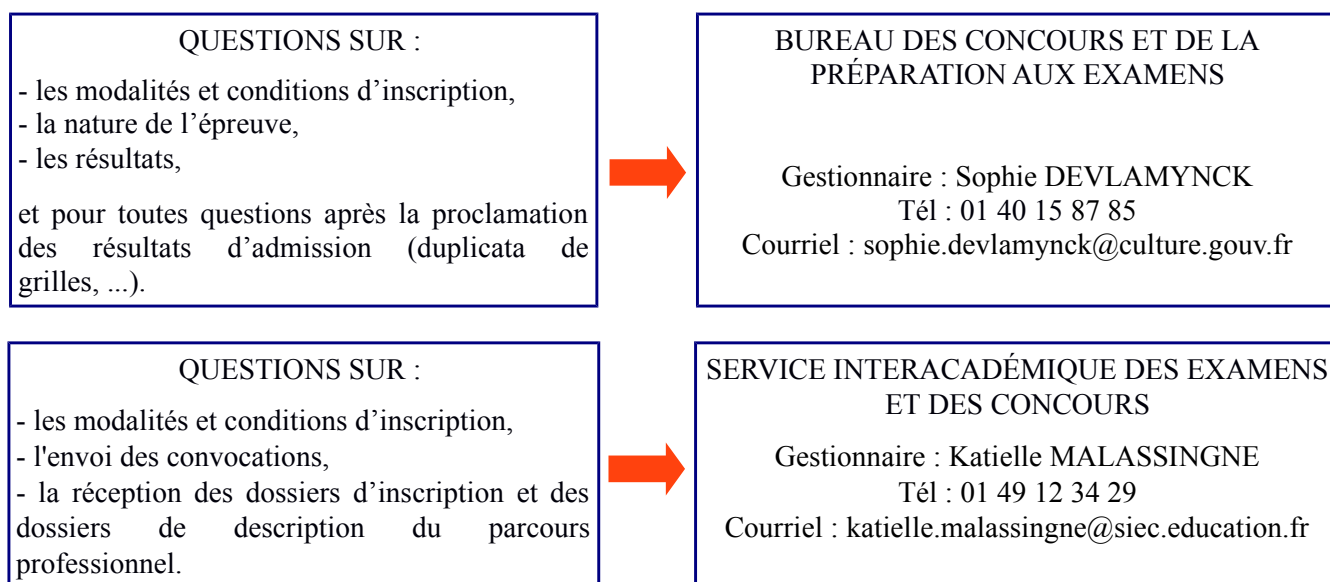 QUESTIONS SUR :
- les modalités et conditions d’inscription,
- la nature de l’épreuve,
- les résultats,
et pour toutes questions après la proclamation
des résultats d’admission (duplicata de
grilles, ...).
BUREAU DES CONCOURS ET DE LA
PRÉPARATION AUX EXAMENS
Gestionnaire : Sophie DEVLAMYNCK
Tél : 01 40 15 87 85
Courriel : sophie.devlamynck@culture.gouv.fr
QUESTIONS SUR :
- les modalités et conditions d’inscription,
- l'envoi des convocations,
- la réception des dossiers d’inscription et des
dossiers de description du parcours
professionnel.
SERVICE INTERACADÉMIQUE DES EXAMENS
ET DES CONCOURS
Gestionnaire : Katielle MALASSINGNE
Tél : 01 49 12 34 29
Courriel : katielle.malassingne@siec.education.fr